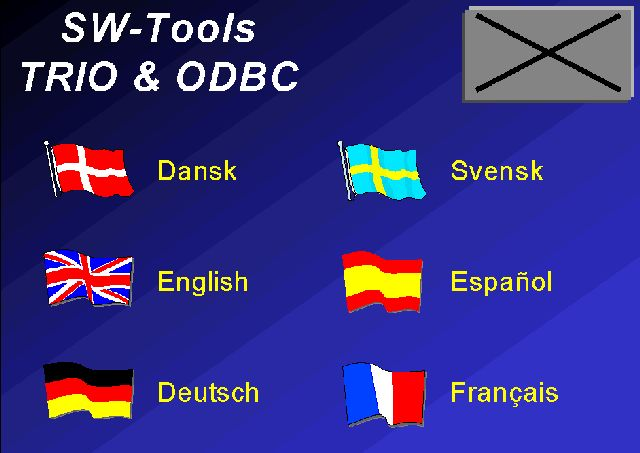 SW-Tools
TRIO & ODBC
Dansk
Svensk
English
Español
Deutsch
Français